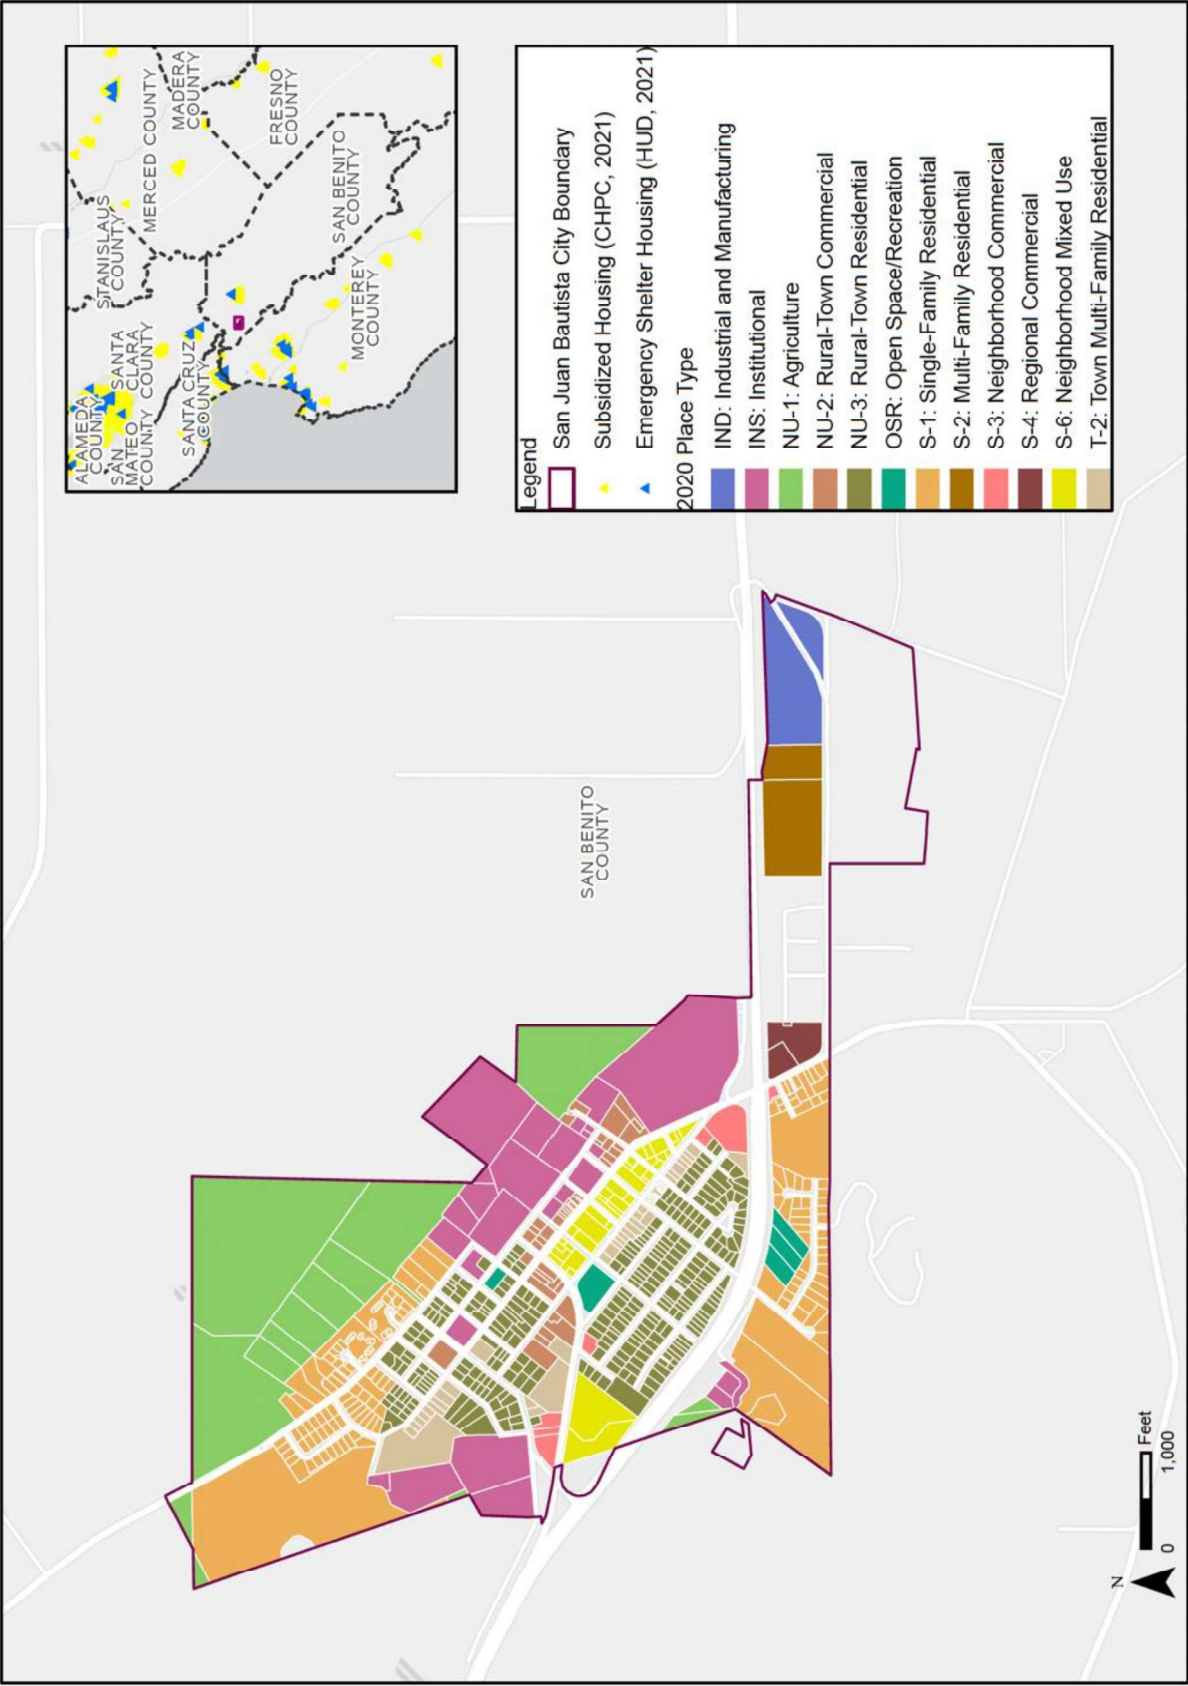 ALAMEDA
COUNTY
SAN
MATEO
COUNTY
SANTA
CLARA
COUNTY
SANTA CRUZ
COUNTY
STANISLAUS
COUNTY
MERCED COUNTY
MADERA
COUNTY
FRESNO
COUNTY
SAN BENITO
COUNTY
MONTEREY
COUNTY
Legend
San Juan Bautista City Boundary
Subsidized Housing (CHPC, 2021)
Emergency Shelter Housing (HUD, 2021)
2020 Place Type
IND: Industrial and Manufacturing
INS: Institutional
NU-1: Agriculture
NU-2: Rural-Town Commercial
NU-3: Rural-Town Residential
OSR: Open Space/Recreation
S-1: Single-Family Residential
S-2: Multi-Family Residential
S-3: Neighborhood Commercial
S-4: Regional Commercial
S-6: Neighborhood Mixed Use
T-2: Town Multi-Family Residential
SAN BENITO
COUNTY
N
Feet
0 1,000